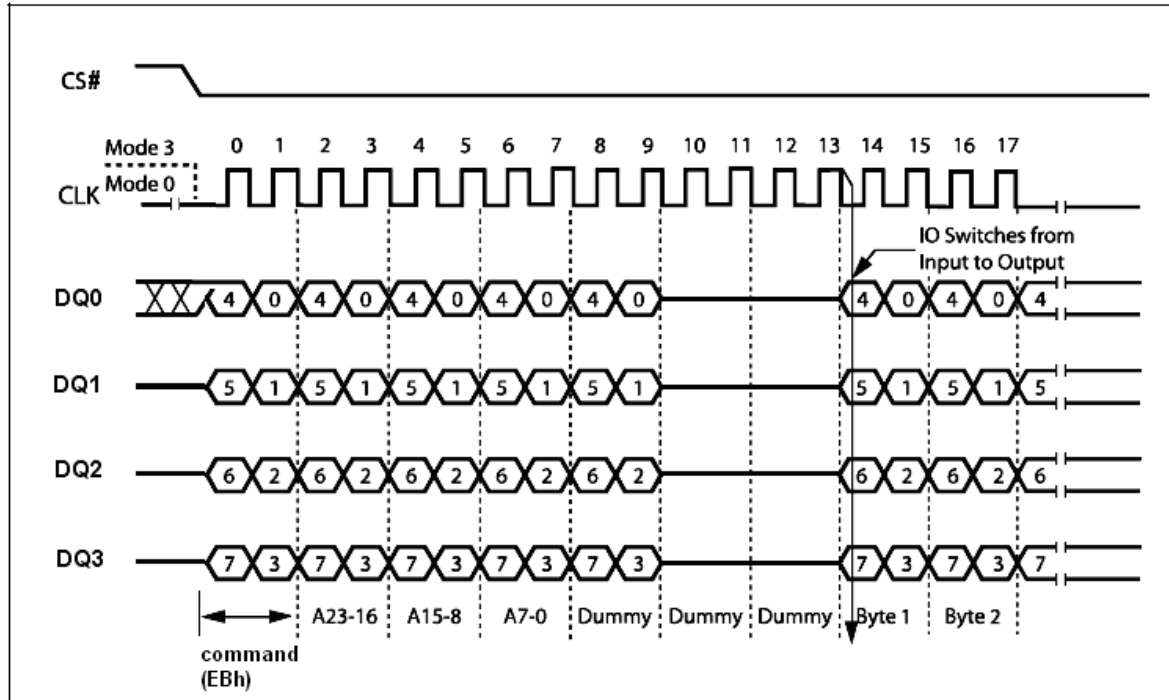 CS#
Mode 3
0 1 2 3 4 5 6 7 8 9 10 11 12 13 14 15 16 17
Mode 0
CLK
IO Switches from
Input to Output
DQ0 4 0 4 0 4 0 4 0 4 0 4 0 4 0 4
DQ1 5 1 5 1 5 1 5 1 5 1 5 1 5 1 5
DQ2 6 2 6 2 6 2 6 2 6 2 6 2 6 2 6
DQ3 7 3 7 3 7 3 7 3 7 3 7 3 7 3 7
A23-16 A15-8 A7-0 Dummy Dummy Dummy Byte 1 Byte 2
command
(EBh)